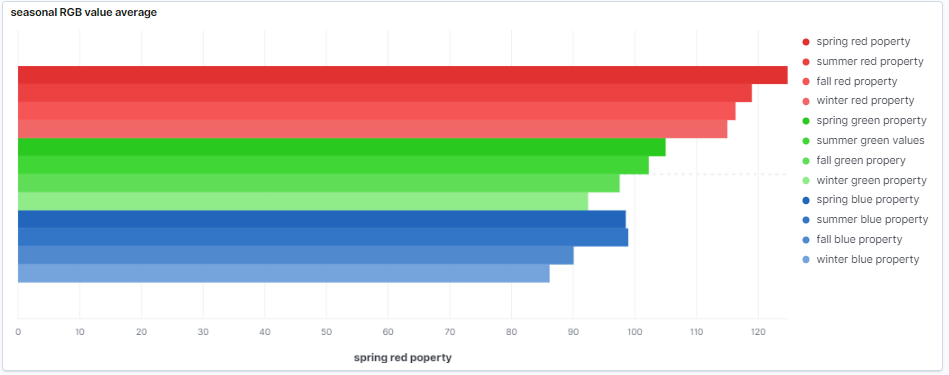 seasonal RGB value average
spring red poperty
summer red property
fall red property
winter red property
spring green property
summer green values
fall green propery
winter green property
spring blue property
summer blue property
fall blue property
winter blue property
0 10 20 30 40 50 60 70 80 90 100 110 120
spring red poperty